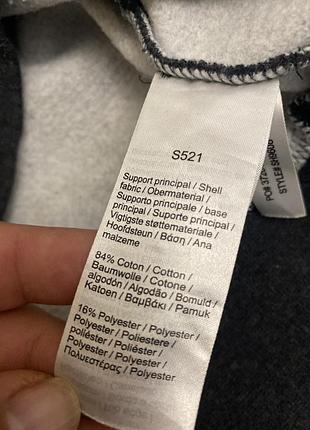 S521
Support principal / Shell
fabric / Obermaterial /
Supporto principale / base
principal / Suporte principal /
Vigtigste støttemateriale /
Hoofdsteun / Βάση / Ana
malzeme
84% Coton / Cotton /
Baumwolle / Cotone /
algodón / Algodão / Bomuld /
Katoen / Βαμβάκι / Pamuk
16% Polyester / Polyester /
Polyester / Poliestere /
poliéster / Poliéster /
Polyester / Polyester /
Πολυεστέρας / Polyester